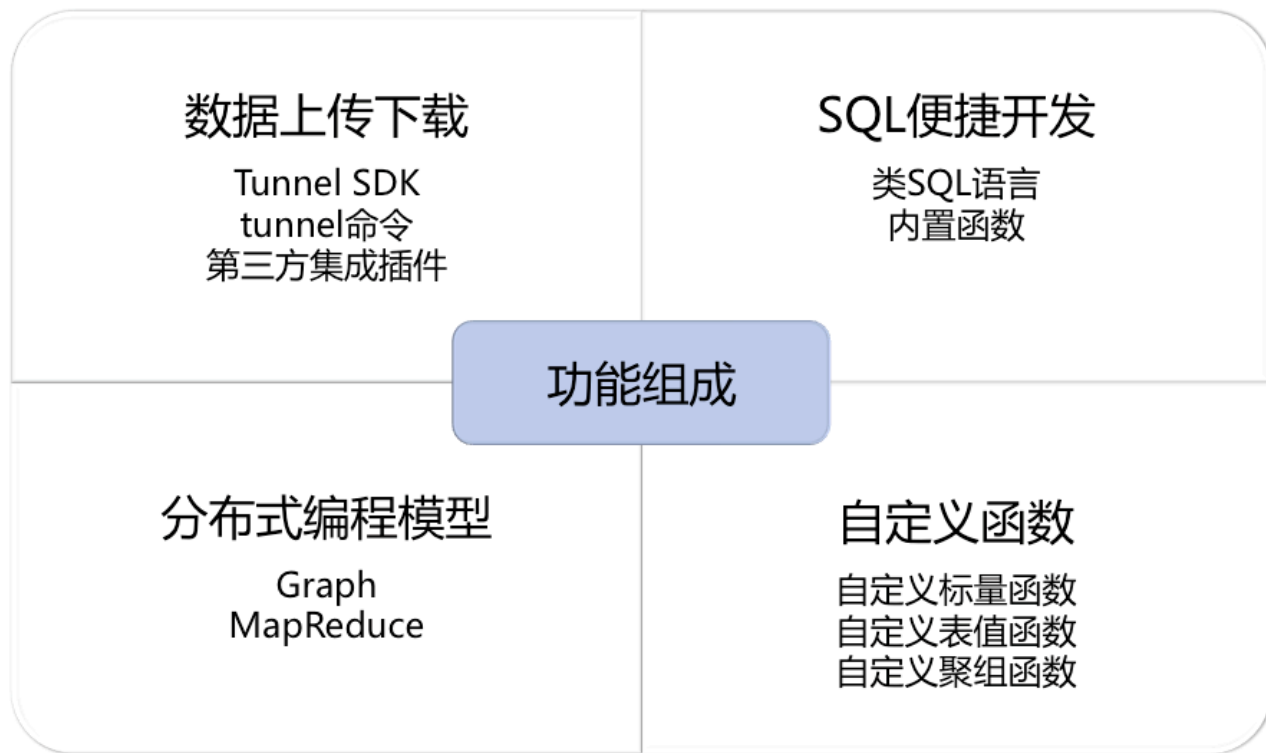 数据上传下载
Tunnel SDK
tunnel命令
第三方集成插件
SQL便捷开发
类SQL语言
内置函数
功能组成
分布式编程模型
Graph
MapReduce
自定义函数
自定义标量函数
自定义表值函数
自定义聚组函数